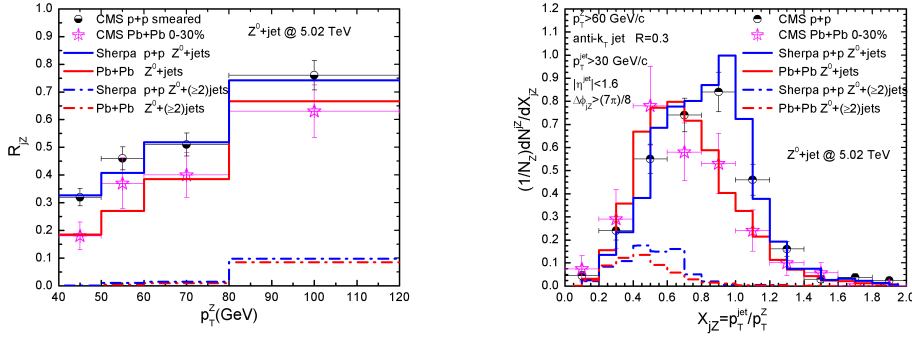 CMS p+p smeared
CMS Pb+Pb 0-30%
Sherpa p+p Z⁰+jets
Pb+Pb Z⁰+jets
Sherpa p+p Z⁰+(≥2)jets
Pb+Pb Z⁰+(≥2)jets
Z⁰+jet @ 5.02 TeV
R_jZ
1.0
0.9
0.8
0.7
0.6
0.5
0.4
0.3
0.2
0.1
0.0
40 50 60 70 80 90 100 110 120
p_T^Z(GeV)
p_T^Z>60 GeV/c
anti-k_T jet R=0.3
p_T^jet>30 GeV/c
|η^jet|<1.6
Δϕ_jZ>(7π)/8
CMS p+p
CMS Pb+Pb 0-30%
Sherpa p+p Z⁰+jets
Pb+Pb Z⁰+jets
Sherpa p+p Z⁰+(≥2)jets
Pb+Pb Z⁰+(≥2)jets
Z⁰+jet @ 5.02 TeV
(1/N_Z)dN^jZ/dX_jZ
1.2
1.1
1.0
0.9
0.8
0.7
0.6
0.5
0.4
0.3
0.2
0.1
0.0
0.0 0.2 0.4 0.6 0.8 1.0 1.2 1.4 1.6 1.8 2.0
X_jZ=p_T^jet/p_T^Z